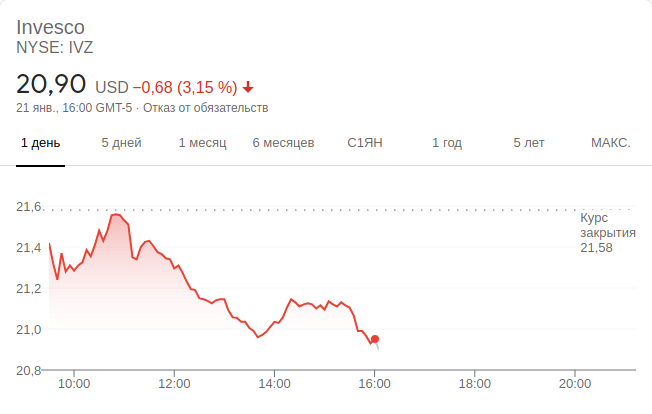 Invesco
NYSE: IVZ
20,90 USD −0,68 (3,15 %)
21 янв., 16:00 GMT-5 · Отказ от обязательств
1 день 5 дней 1 месяц 6 месяцев С1ЯН 1 год 5 лет МАКС.
21,6
Курс
закрытия
21,58
21,4
21,2
21,0
20,8
10:00 12:00 14:00 16:00 18:00 20:00